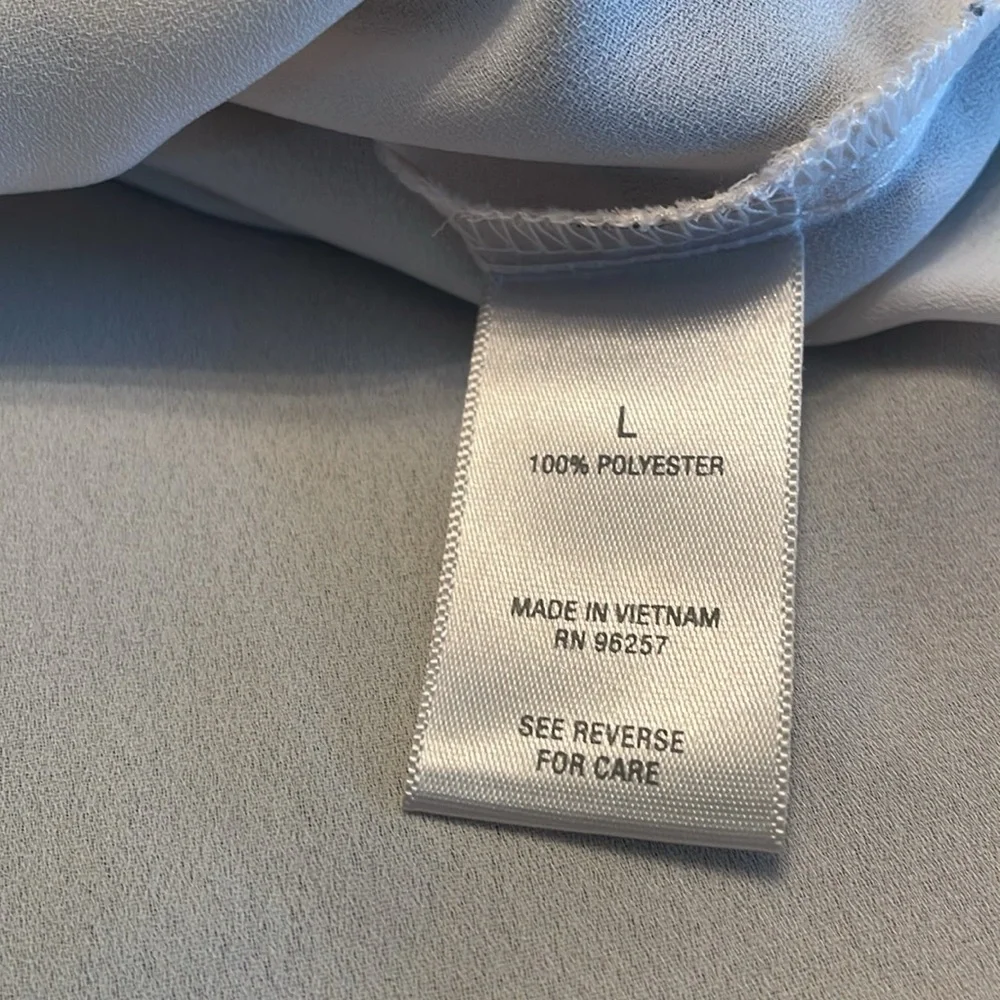 L
100% POLYESTER
MADE IN VIETNAM
RN 96257
SEE REVERSE
FOR CARE